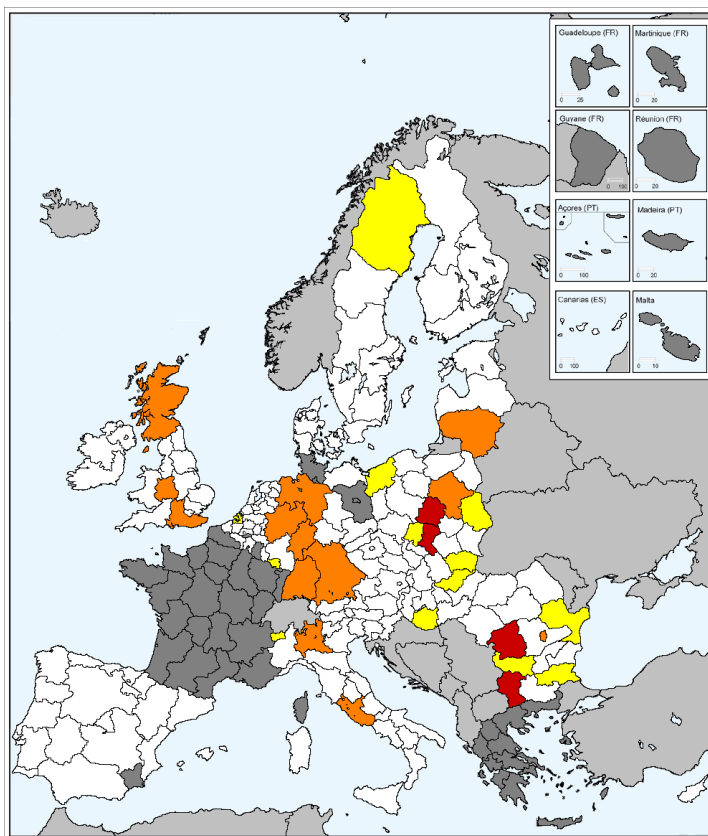 Guadeloupe (FR)
Martinique (FR)
0 25
0 20
Guyane (FR)
Réunion (FR)
0 100
0 20
Açores (PT)
Madeira (PT)
0 100
0 20
Canarias (ES)
Malta
0 100
0 10